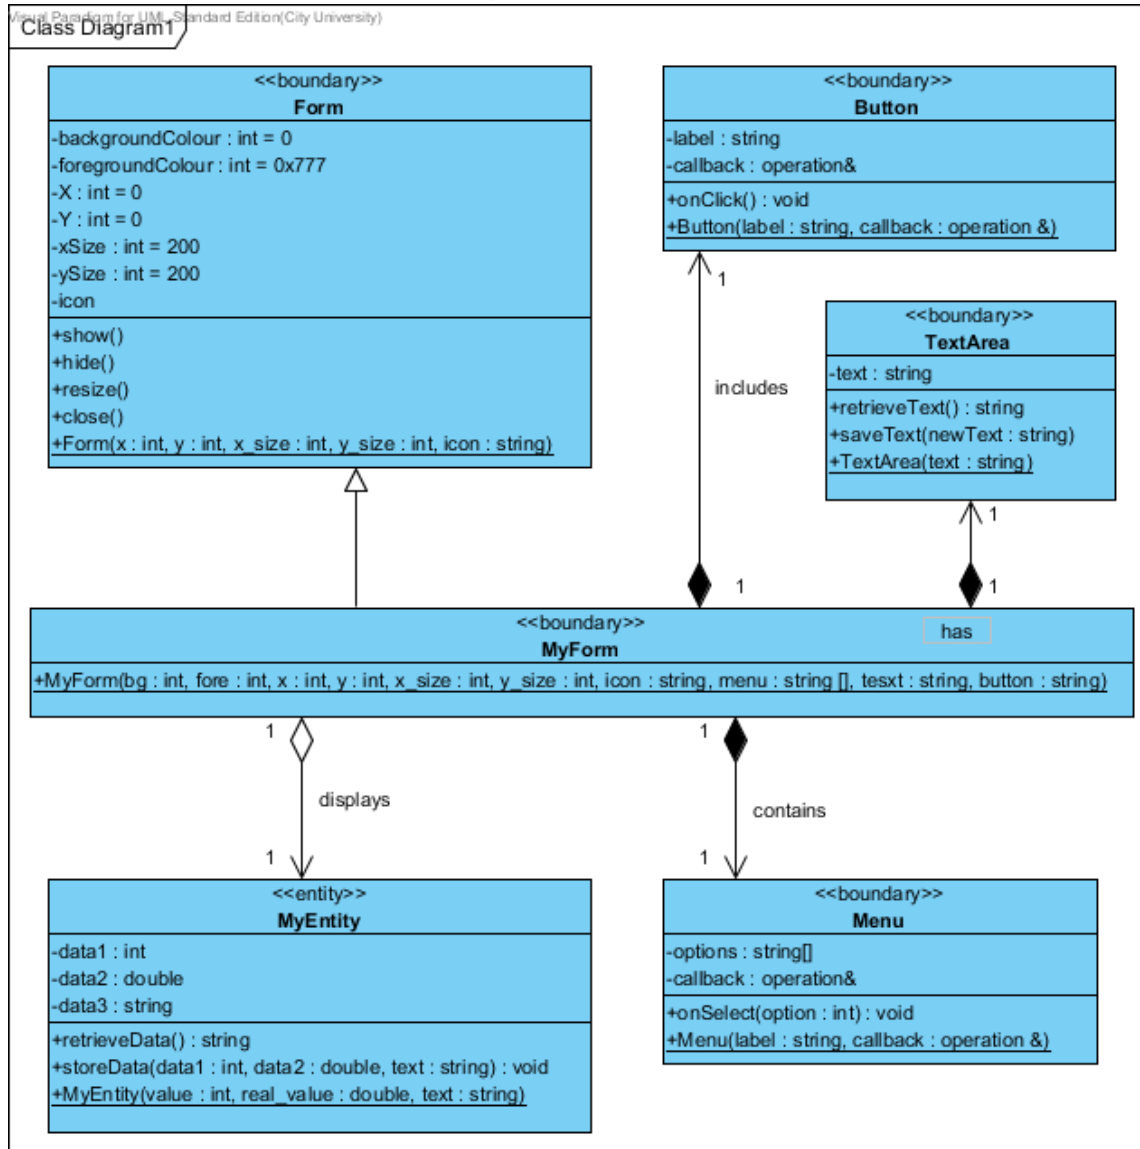 Visual Paradigm for UML Standard Edition(City University)
Class Diagram1
<<boundary>>
Form
-backgroundColour : int = 0
-foregroundColour : int = 0x777
-X : int = 0
-Y : int = 0
-xSize : int = 200
-ySize : int = 200
-icon
+show()
+hide()
+resize()
+close()
+Form(x : int, y : int, x_size : int, y_size : int, icon : string)
<<boundary>>
Button
-label : string
-callback : operation&
+onClick() : void
+Button(label : string, callback : operation &)
1
includes
1
<<boundary>>
TextArea
-text : string
+retrieveText() : string
+saveText(newText : string)
+TextArea(text : string)
1
1
has
<<boundary>>
MyForm
+MyForm(bg : int, fore : int, x : int, y : int, x_size : int, y_size : int, icon : string, menu : string [], tesxt : string, button : string)
1
displays
1
1
contains
1
<<entity>>
MyEntity
-data1 : int
-data2 : double
-data3 : string
+retrieveData() : string
+storeData(data1 : int, data2 : double, text : string) : void
+MyEntity(value : int, real_value : double, text : string)
<<boundary>>
Menu
-options : string[]
-callback : operation&
+onSelect(option : int) : void
+Menu(label : string, callback : operation &)